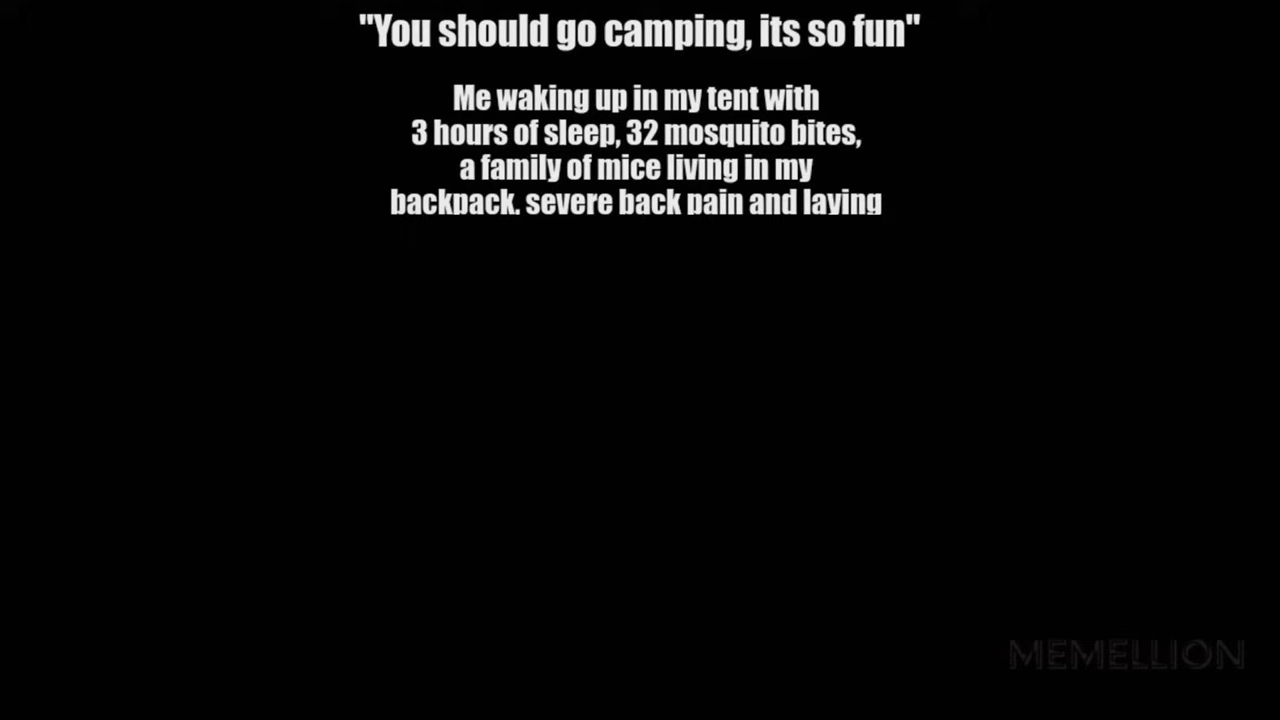 "You should go camping, its so fun"
Me waking up in my tent with
3 hours of sleep, 32 mosquito bites,
a family of mice living in my
backpack. severe back pain and laying
MEMELLION